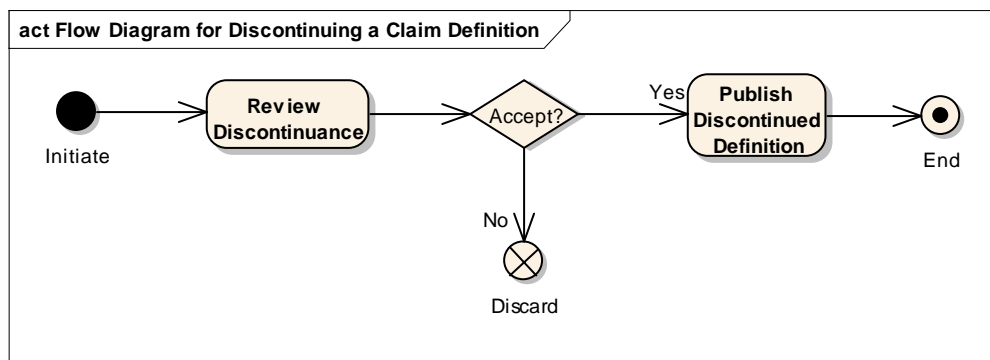 act Flow Diagram for Discontinuing a Claim Definition
Initiate
Review
Discontinuance
Accept?
Yes
No
Discard
Publish
Discontinued
Definition
End